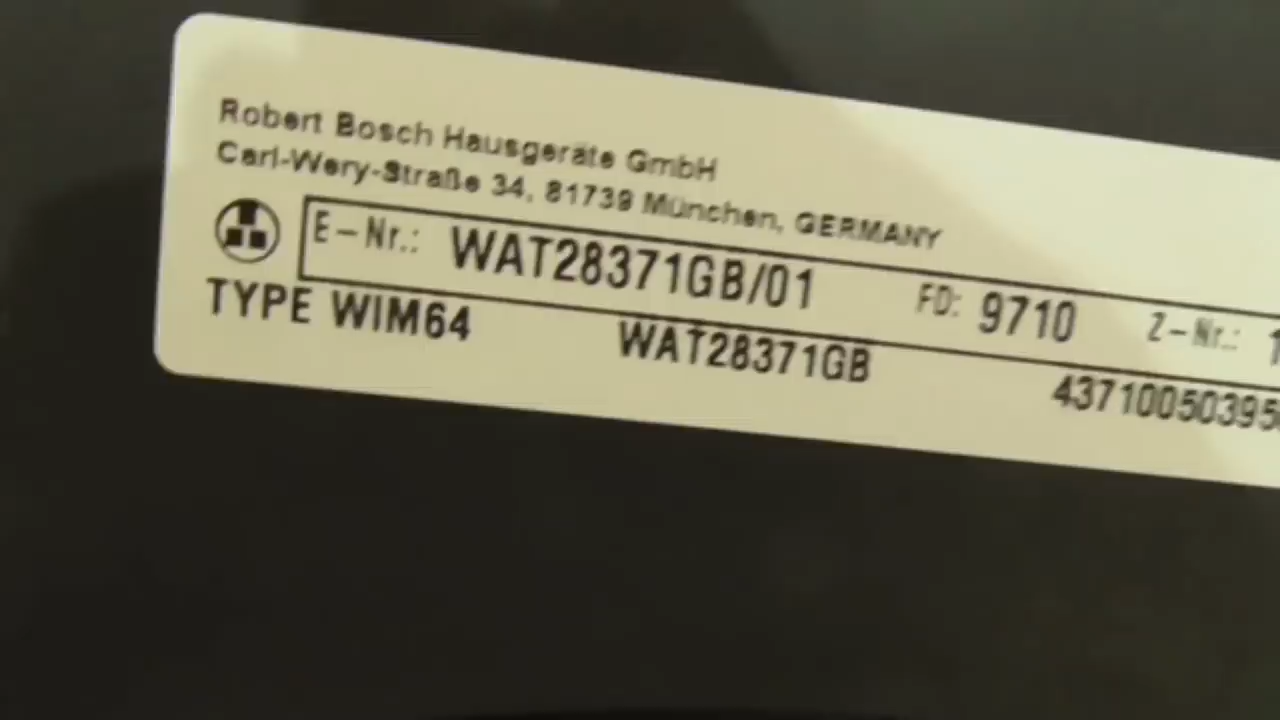 Robert Bosch Hausgeräte GmbH
Carl-Wery-Straße 34, 81739 München, GERMANY
E-Nr.: WAT28371GB/01 FD: 9710 Z-Nr.: 1
TYPE WIM64 WAT28371GB 43710050395